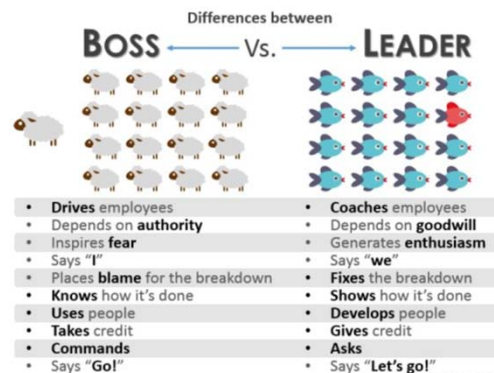 Differences between
BOSS Vs. LEADER
• Drives employees
• Depends on authority
• Inspires fear
• Says “I”
• Places blame for the breakdown
• Knows how it’s done
• Uses people
• Takes credit
• Commands
• Says “Go!”
• Coaches employees
• Depends on goodwill
• Generates enthusiasm
• Says “we”
• Fixes the breakdown
• Shows how it’s done
• Develops people
• Gives credit
• Asks
• Says “Let’s go!”